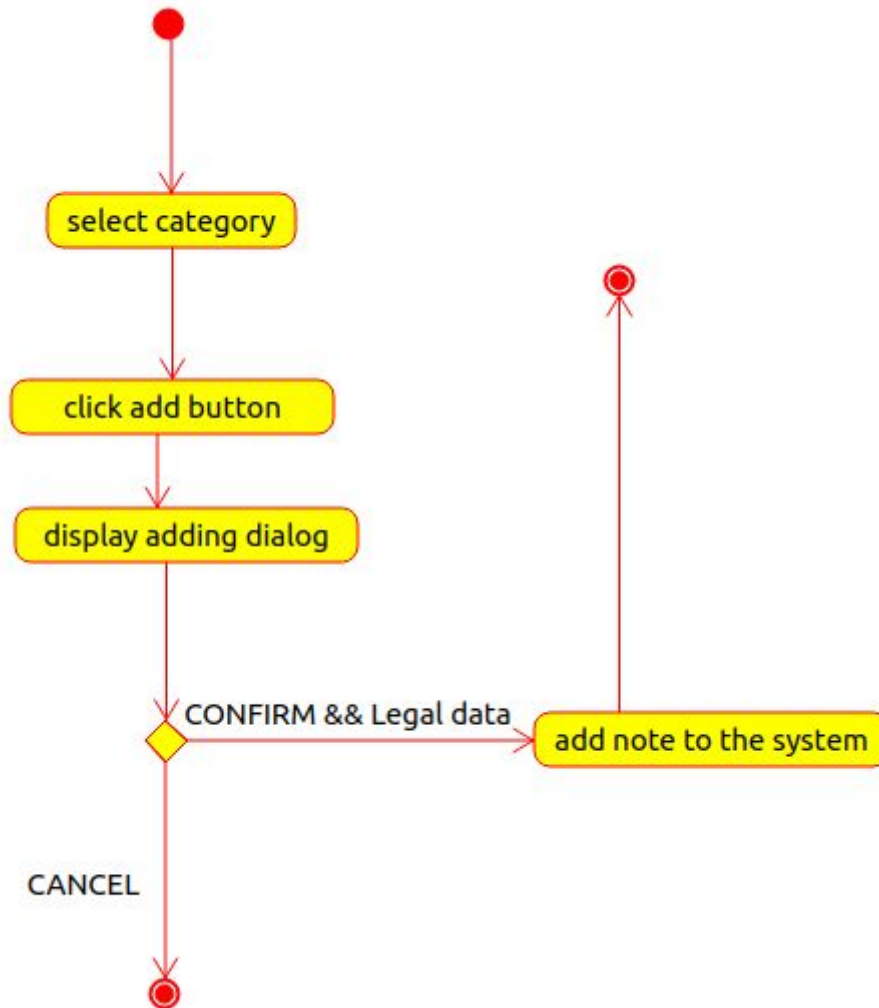 select category
click add button
display adding dialog
CONFIRM && Legal data
add note to the system
CANCEL